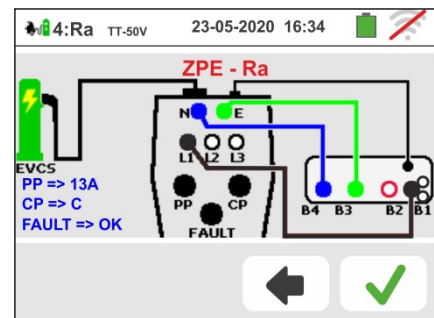 4:Ra TT-50V 23-05-2020 16:34
ZPE - Ra
N E
L1 L2 L3
EVCS
PP => 13A
CP => C
FAULT => OK
PP CP
FAULT
B4 B3 B2 B1